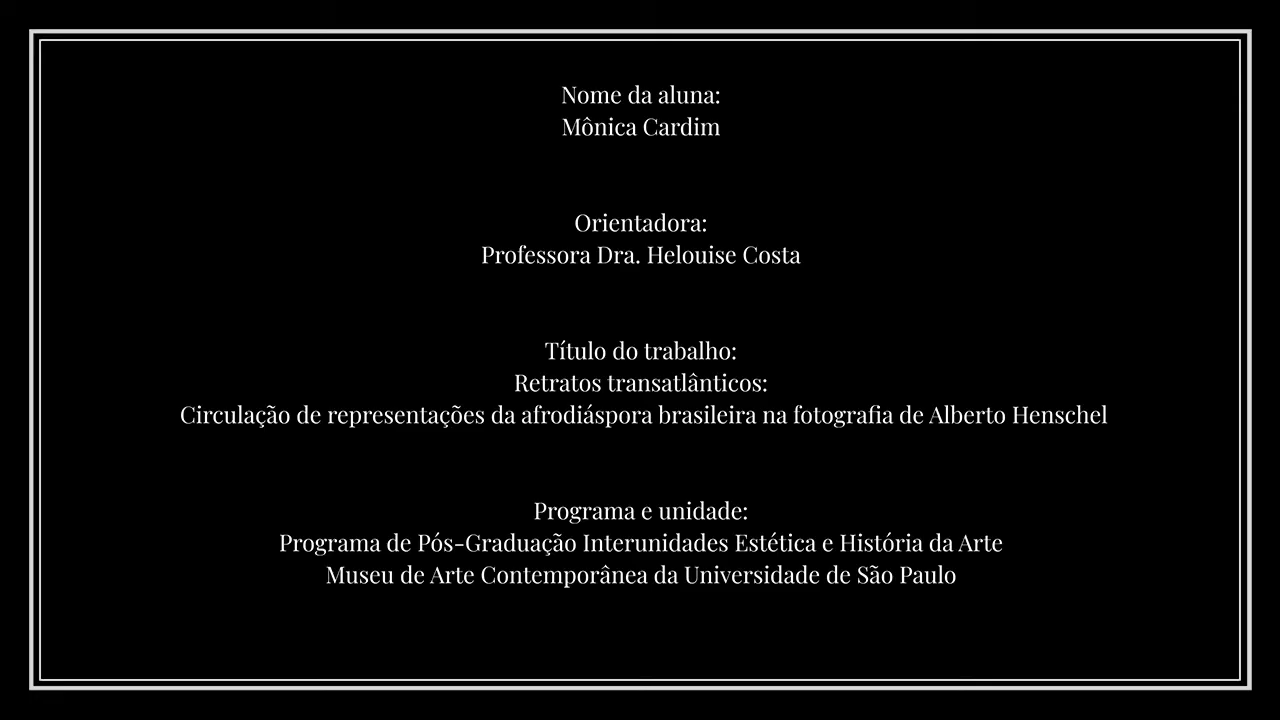 Nome da aluna:
Mônica Cardim
Orientadora:
Professora Dra. Helouise Costa
Título do trabalho:
Retratos transatlânticos:
Circulação de representações da afrodiáspora brasileira na fotografia de Alberto Henschel
Programa e unidade:
Programa de Pós-Graduação Interunidades Estética e História da Arte
Museu de Arte Contemporânea da Universidade de São Paulo